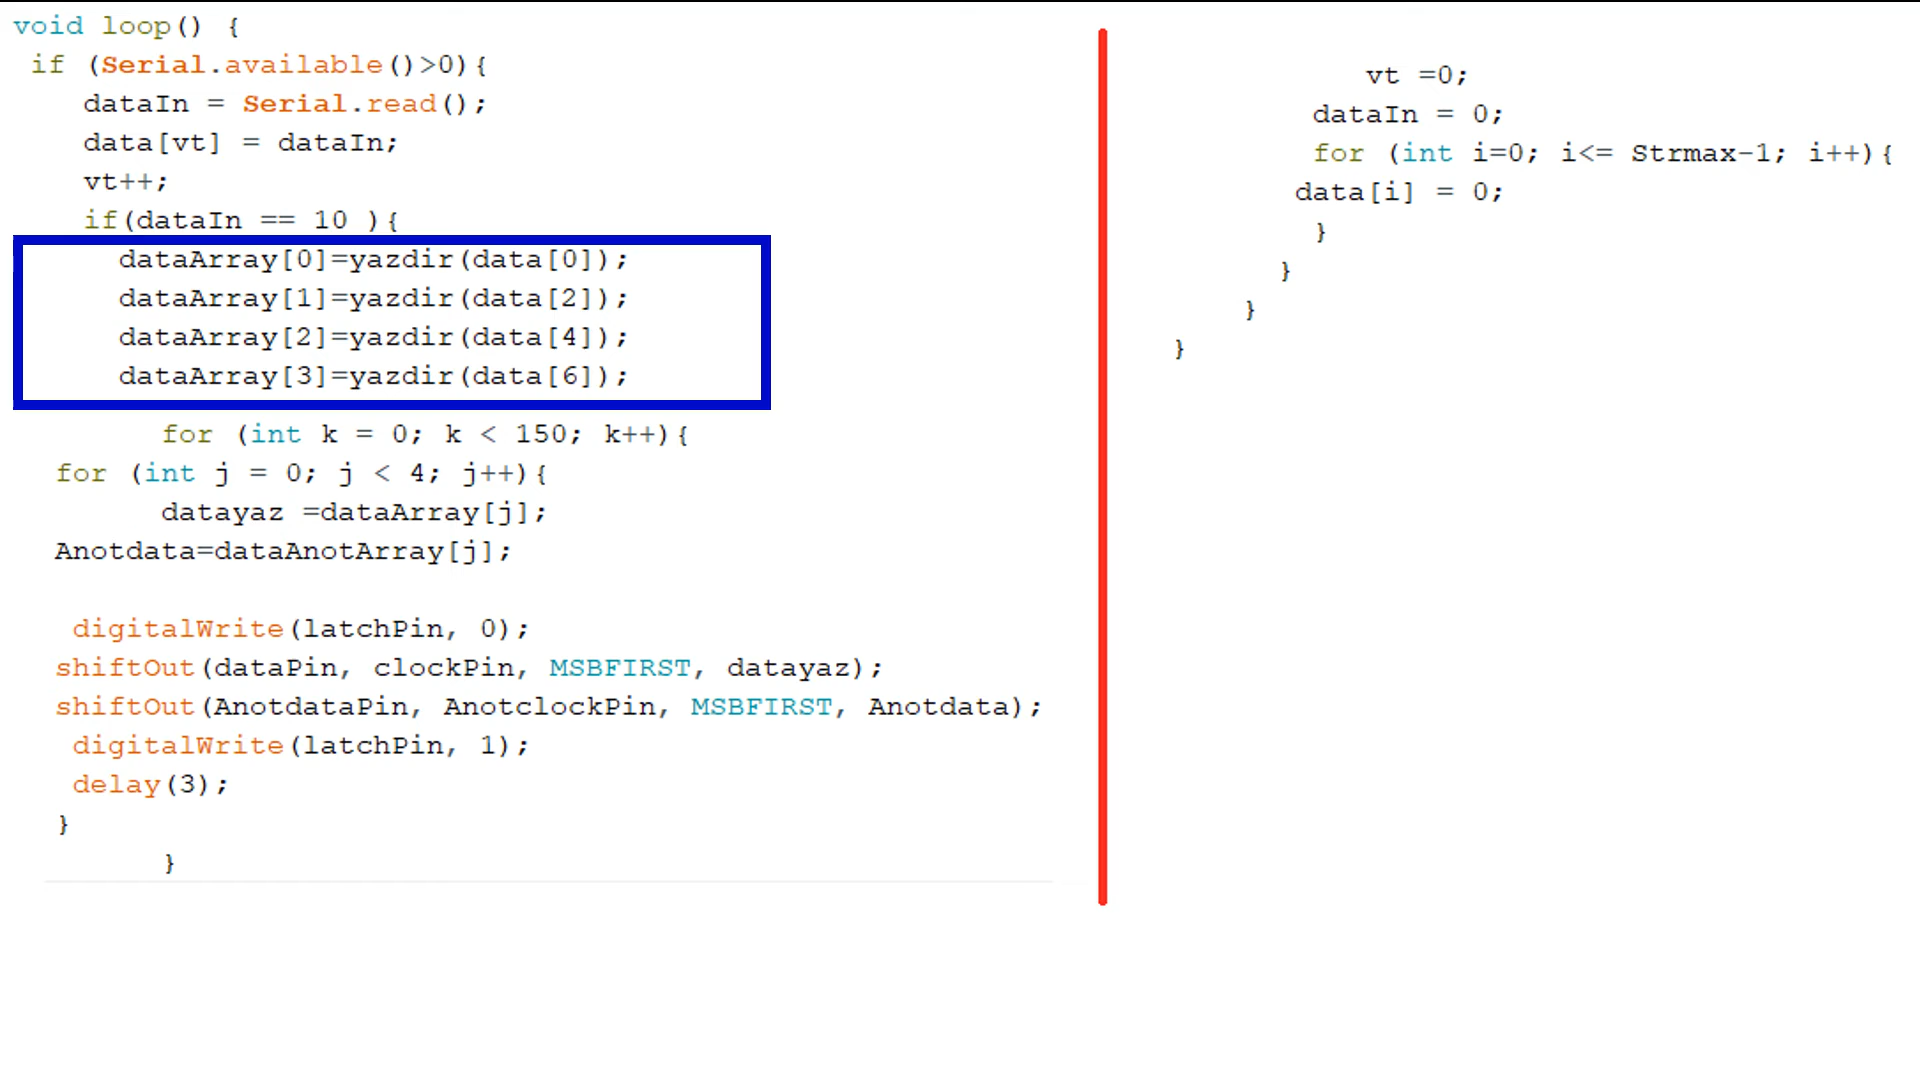 void loop() {
if (Serial.available()>0){
dataIn = Serial.read();
data[vt] = dataIn;
vt++;
if(dataIn == 10 ){
dataArray[0]=yazdir(data[0]);
dataArray[1]=yazdir(data[2]);
dataArray[2]=yazdir(data[4]);
dataArray[3]=yazdir(data[6]);
for (int k = 0; k < 150; k++){
for (int j = 0; j < 4; j++){
datayaz =dataArray[j];
Anotdata=dataAnotArray[j];
digitalWrite(latchPin, 0);
shiftOut(dataPin, clockPin, MSBFIRST, datayaz);
shiftOut(AnotdataPin, AnotclockPin, MSBFIRST, Anotdata);
digitalWrite(latchPin, 1);
delay(3);
}
}
vt =0;
dataIn = 0;
for (int i=0; i<= Strmax-1; i++){
data[i] = 0;
}
}
}
}